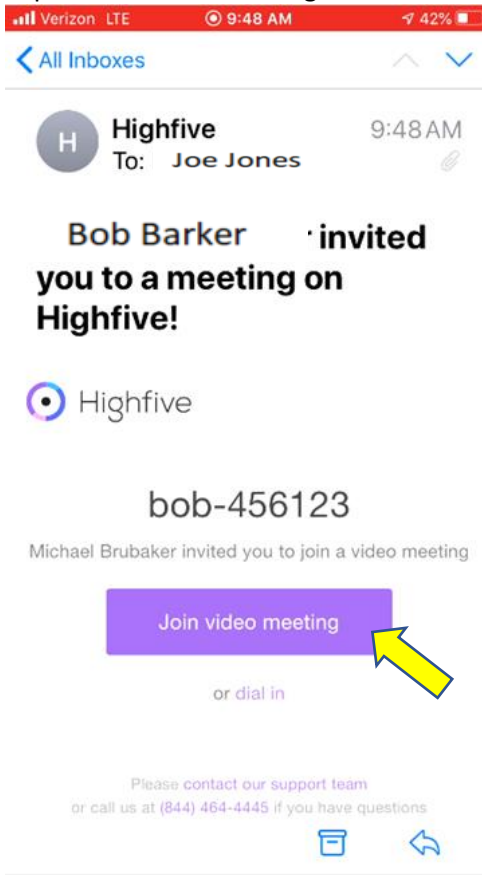 Verizon LTE 9:48 AM 42%
All Inboxes
H Highfive 9:48 AM
To: Joe Jones
Bob Barker invited
you to a meeting on
Highfive!
Highfive
bob-456123
Michael Brubaker invited you to join a video meeting
Join video meeting
or dial in
Please contact our support team
or call us at (844) 464-4445 if you have questions